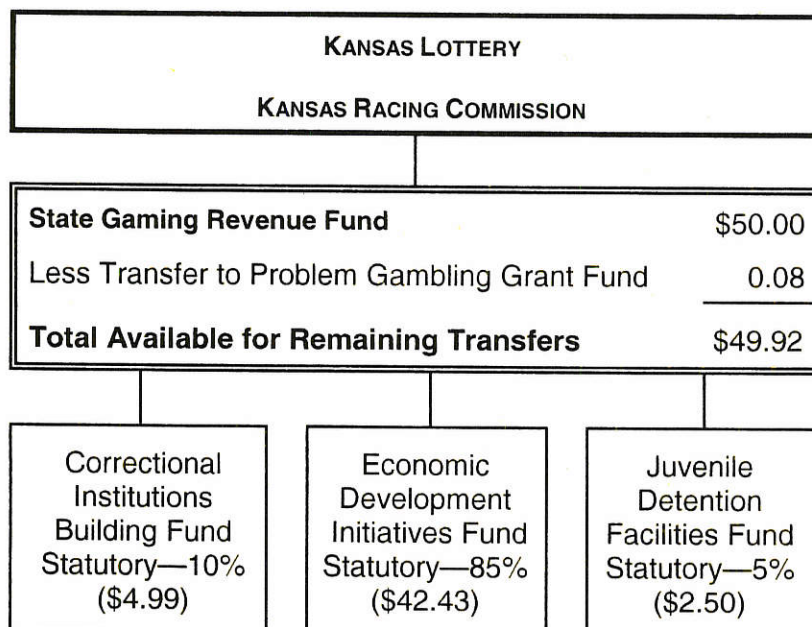 KANSAS LOTTERY
KANSAS RACING COMMISSION
State Gaming Revenue Fund $50.00
Less Transfer to Problem Gambling Grant Fund 0.08
Total Available for Remaining Transfers $49.92
Correctional
Institutions
Building Fund
Statutory—10%
($4.99)
Economic
Development
Initiatives Fund
Statutory—85%
($42.43)
Juvenile
Detention
Facilities Fund
Statutory—5%
($2.50)